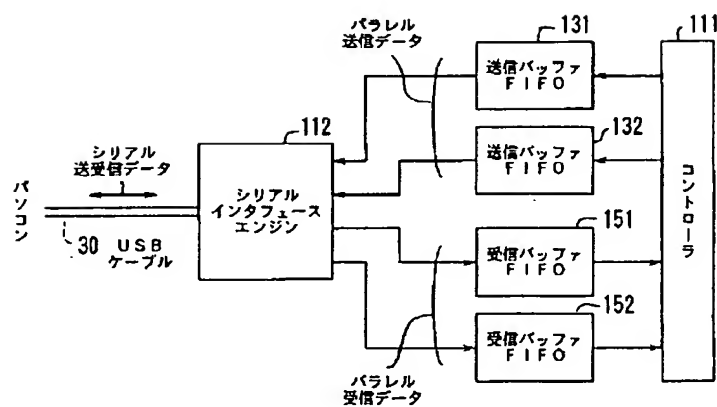 パラレル
送信データ
131
送信バッファ
FIFO
111
112
132
送信バッファ
FIFO
シリアル
送受信データ
シリアル
インタフェース
エンジン
コントローラ
パソコン
30 USB
ケーブル
151
受信バッファ
FIFO
152
受信バッファ
FIFO
パラレル
受信データ